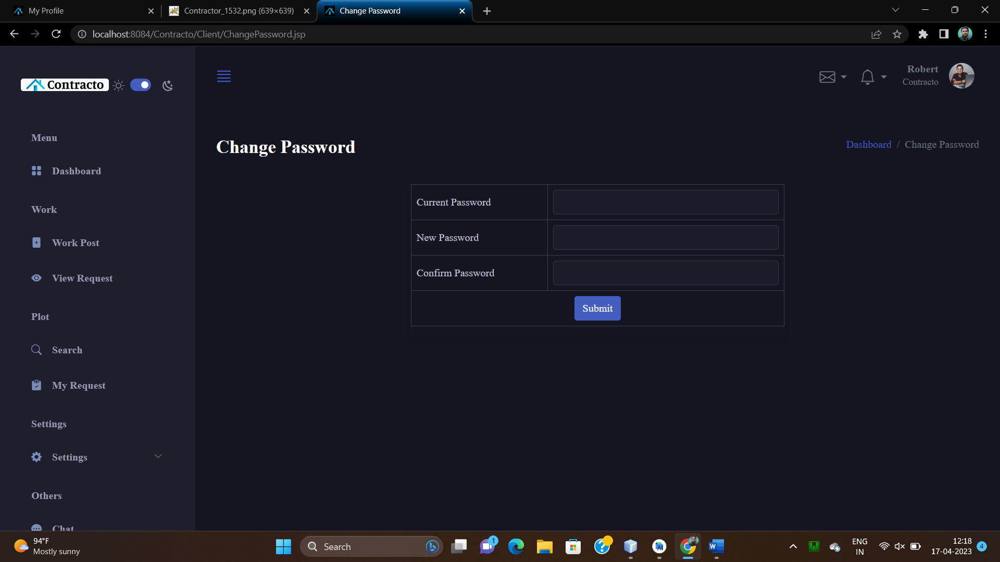 My Profile
Contractor_1532.png (639×639)
Change Password
localhost:8084/Contracto/Client/ChangePassword.jsp
Contracto
Robert
Contracto
Menu
Dashboard
Work
Work Post
View Request
Plot
Search
My Request
Settings
Settings
Others
Chat
Change Password
Dashboard / Change Password
Current Password
New Password
Confirm Password
Submit
94°F
Mostly sunny
Search
1
ENG
IN
12:18
17-04-2023
4